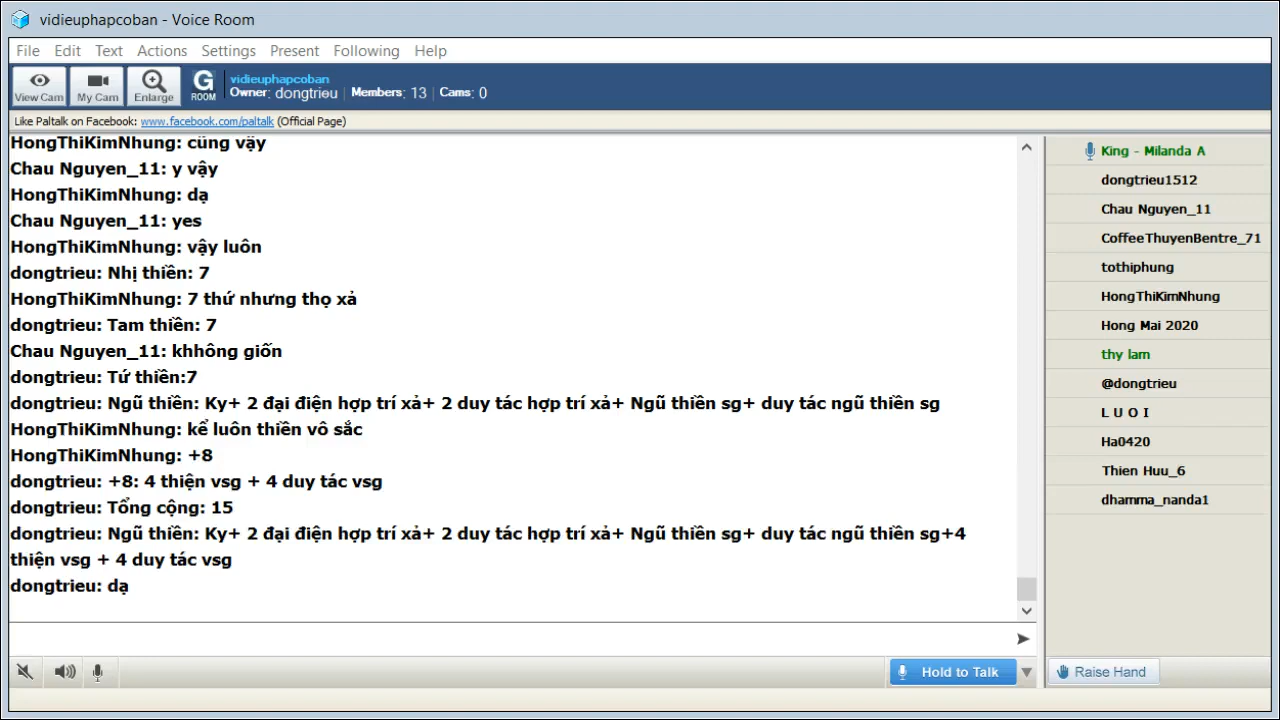 vidieuphapcoban - Voice Room
File Edit Text Actions Settings Present Following Help
View Cam My Cam Enlarge G ROOM vidieuphapcoban
Owner: dongtrieu | Members: 13 | Cams: 0
Like Paltalk on Facebook: www.facebook.com/paltalk (Official Page)
HongThiKimNhung: cũng vậy
Chau Nguyen_11: y vậy
HongThiKimNhung: dạ
Chau Nguyen_11: yes
HongThiKimNhung: vậy luôn
dongtrieu: Nhị thiền: 7
HongThiKimNhung: 7 thứ nhưng thọ xả
dongtrieu: Tam thiền: 7
Chau Nguyen_11: khhông giốn
dongtrieu: Tứ thiền:7
dongtrieu: Ngũ thiền: Ky+ 2 đại điện hợp trí xả+ 2 duy tác hợp trí xả+ Ngũ thiền sg+ duy tác ngũ thiền sg
HongThiKimNhung: kể luôn thiền vô sắc
HongThiKimNhung: +8
dongtrieu: +8: 4 thiện vsg + 4 duy tác vsg
dongtrieu: Tổng cộng: 15
dongtrieu: Ngũ thiền: Ky+ 2 đại điện hợp trí xả+ 2 duy tác hợp trí xả+ Ngũ thiền sg+ duy tác ngũ thiền sg+4
thiện vsg + 4 duy tác vsg
dongtrieu: dạ
King - Milanda A
dongtrieu1512
Chau Nguyen_11
CoffeeThuyenBentre_71
tothiphung
HongThiKimNhung
Hong Mai 2020
thy lam
@dongtrieu
L U O I
Ha0420
Thien Huu_6
dhamma_nanda1
Hold to Talk
Raise Hand